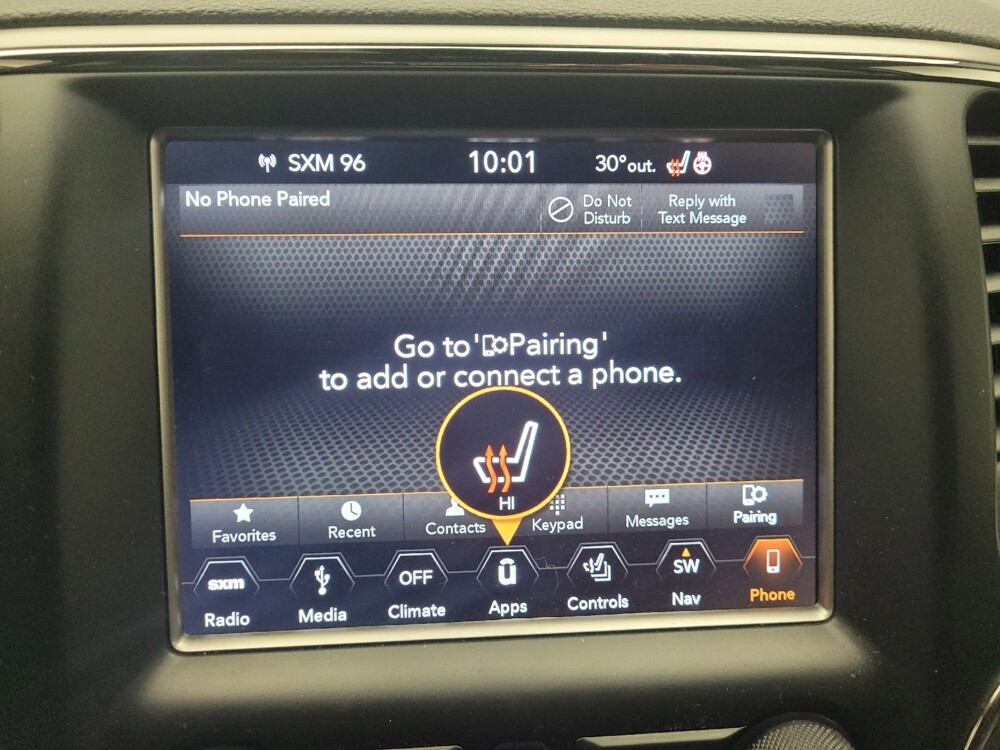 SXM 96
10:01
30° out.
No Phone Paired
Do Not
Disturb
Reply with
Text Message
Go to 'Pairing'
to add or connect a phone.
HI
Favorites
Recent
Contacts
Keypad
Messages
Pairing
sxm
OFF
SW
Radio
Media
Climate
Apps
Controls
Nav
Phone